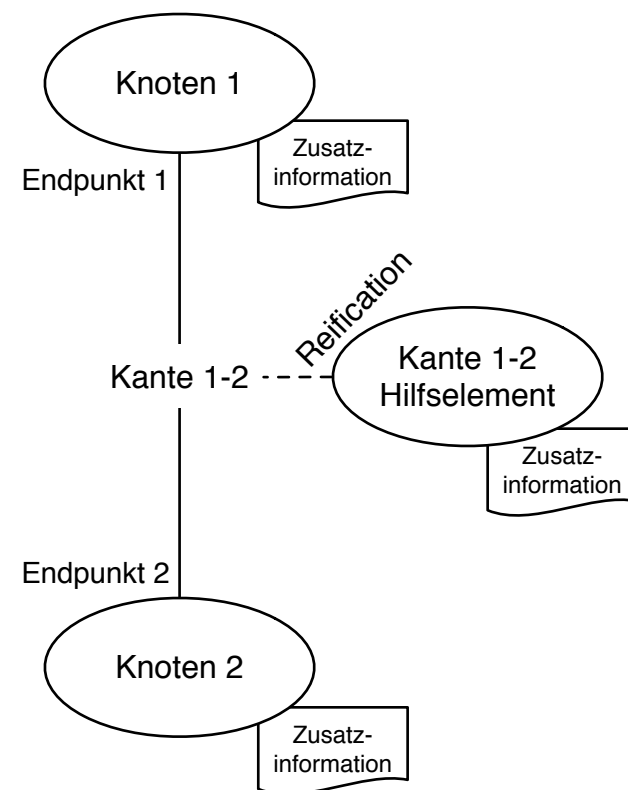 Knoten 1
Zusatz-
information
Endpunkt 1
Reification
Kante 1-2
Kante 1-2
Hilfselement
Zusatz-
information
Endpunkt 2
Knoten 2
Zusatz-
information